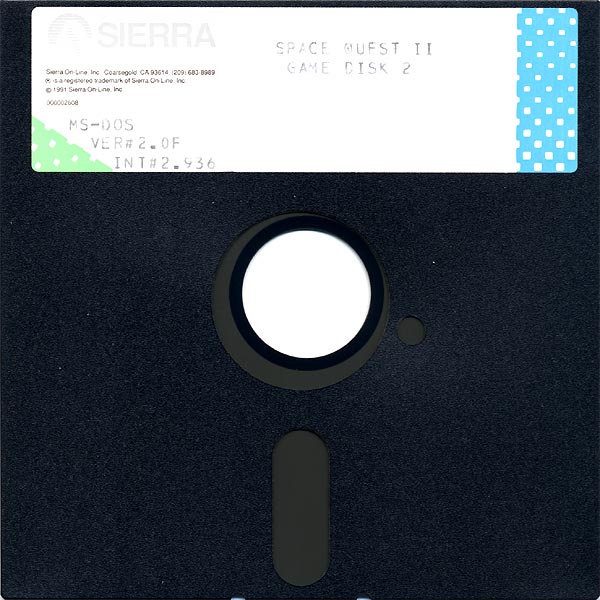 SIERRA
SPACE QUEST II
GAME DISK 2
Sierra On-Line, Inc. Coarsegold, CA 93614, (209) 683-8989
® is a registered trademark of Sierra On-Line, Inc.
© 1991 Sierra On-Line, Inc.
000002608
MS-DOS
VER#2.0F
INT#2.936